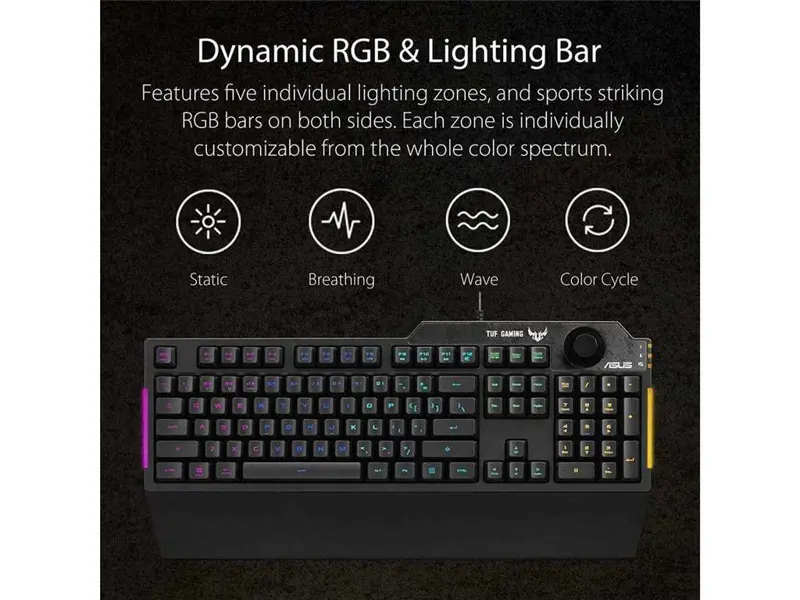 Dynamic RGB & Lighting Bar
Features five individual lighting zones, and sports striking
RGB bars on both sides. Each zone is individually
customizable from the whole color spectrum.
Static Breathing Wave Color Cycle
TUF GAMING
ASUS